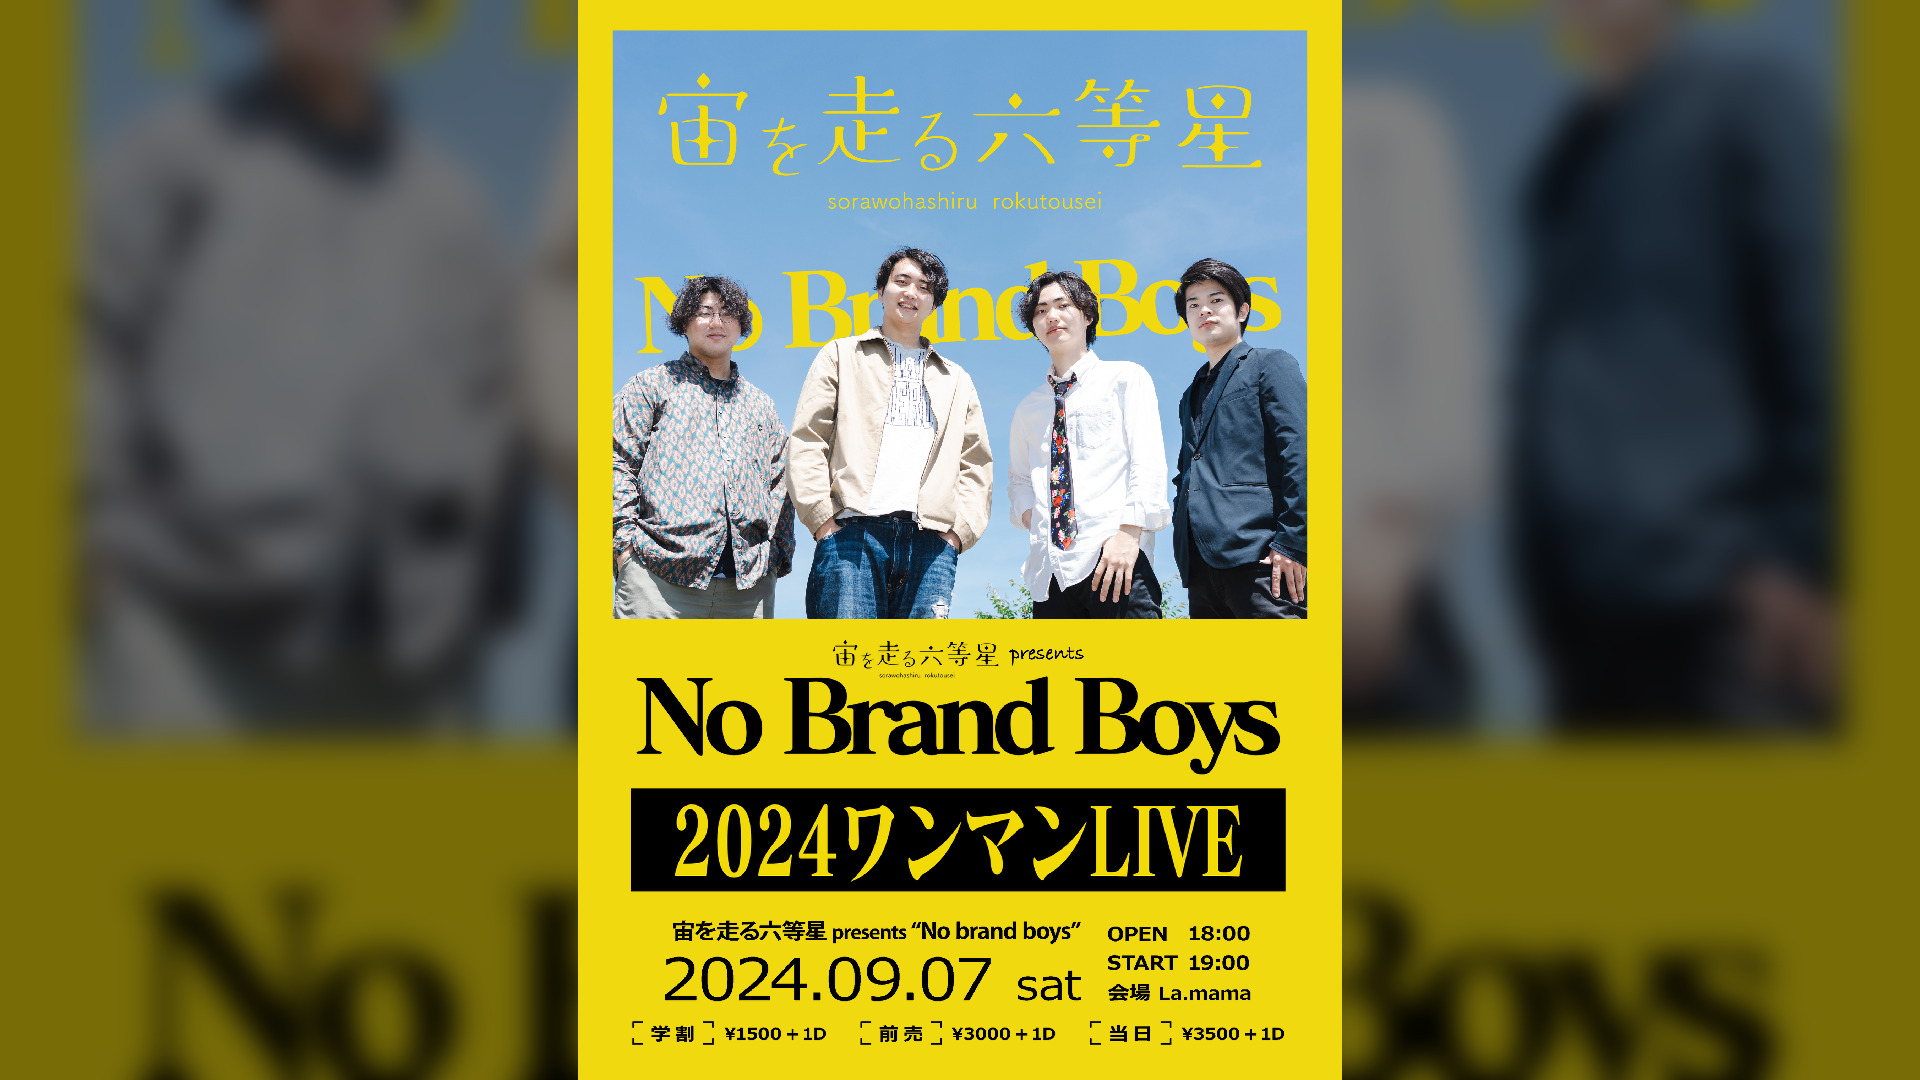 宙を走る六等星
sorawohashiru rokutousei
No Brand Boys
宙を走る六等星 presents
sorawohashiru rokutousei
No Brand Boys
2024ワンマンLIVE
宙を走る六等星 presents “No brand boys”
2024.09.07 sat
OPEN 18:00
START 19:00
会場 La.mama
[学割] ¥1500+1D [前売] ¥3000+1D [当日] ¥3500+1D